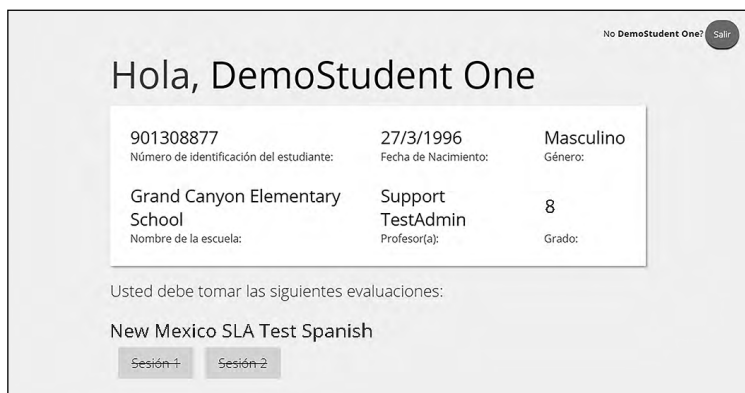 No DemoStudent One? Salir
Hola, DemoStudent One
901308877 27/3/1996 Masculino
Número de identificación del estudiante: Fecha de Nacimiento: Género:
Grand Canyon Elementary Support 8
School TestAdmin
Nombre de la escuela: Profesor(a): Grado:
Usted debe tomar las siguientes evaluaciones:
New Mexico SLA Test Spanish
Sesión 1 Sesión 2